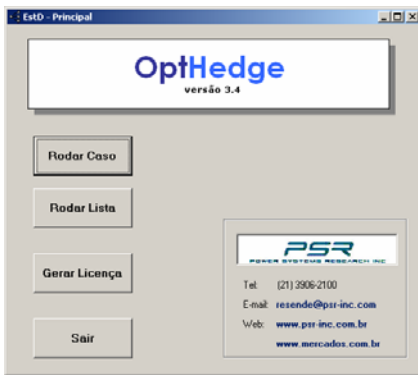 EstD - Principal
OptHedge
versão 3.4
Rodar Caso
Rodar Lista
Gerar Licença
Sair
PSR
POWER SYSTEMS RESEARCH INC
Tel: (21) 3906-2100
E-mail: resende@psr-inc.com
Web: www.psr-inc.com.br
www.mercados.com.br